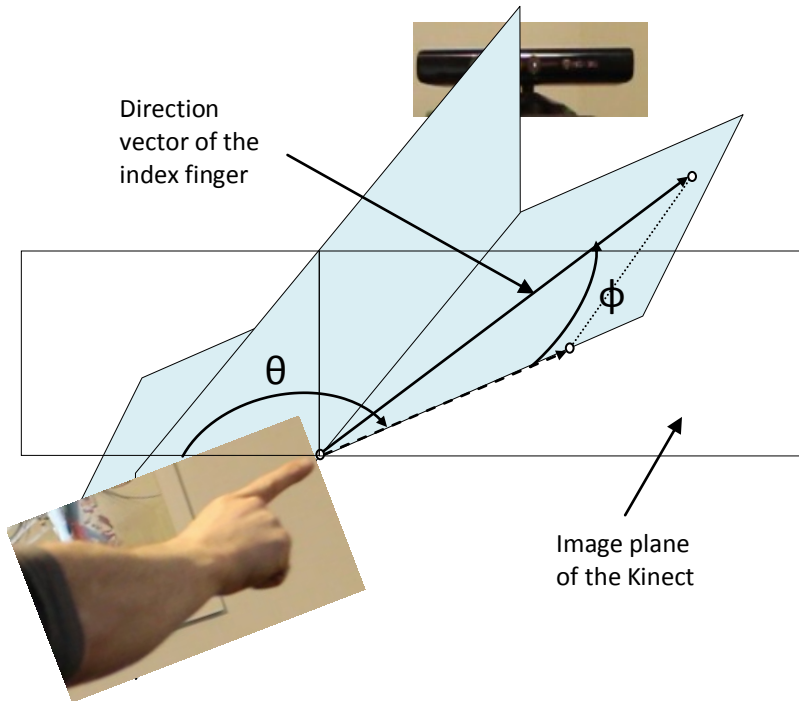 Direction
vector of the
index finger
θ
ϕ
Image plane
of the Kinect